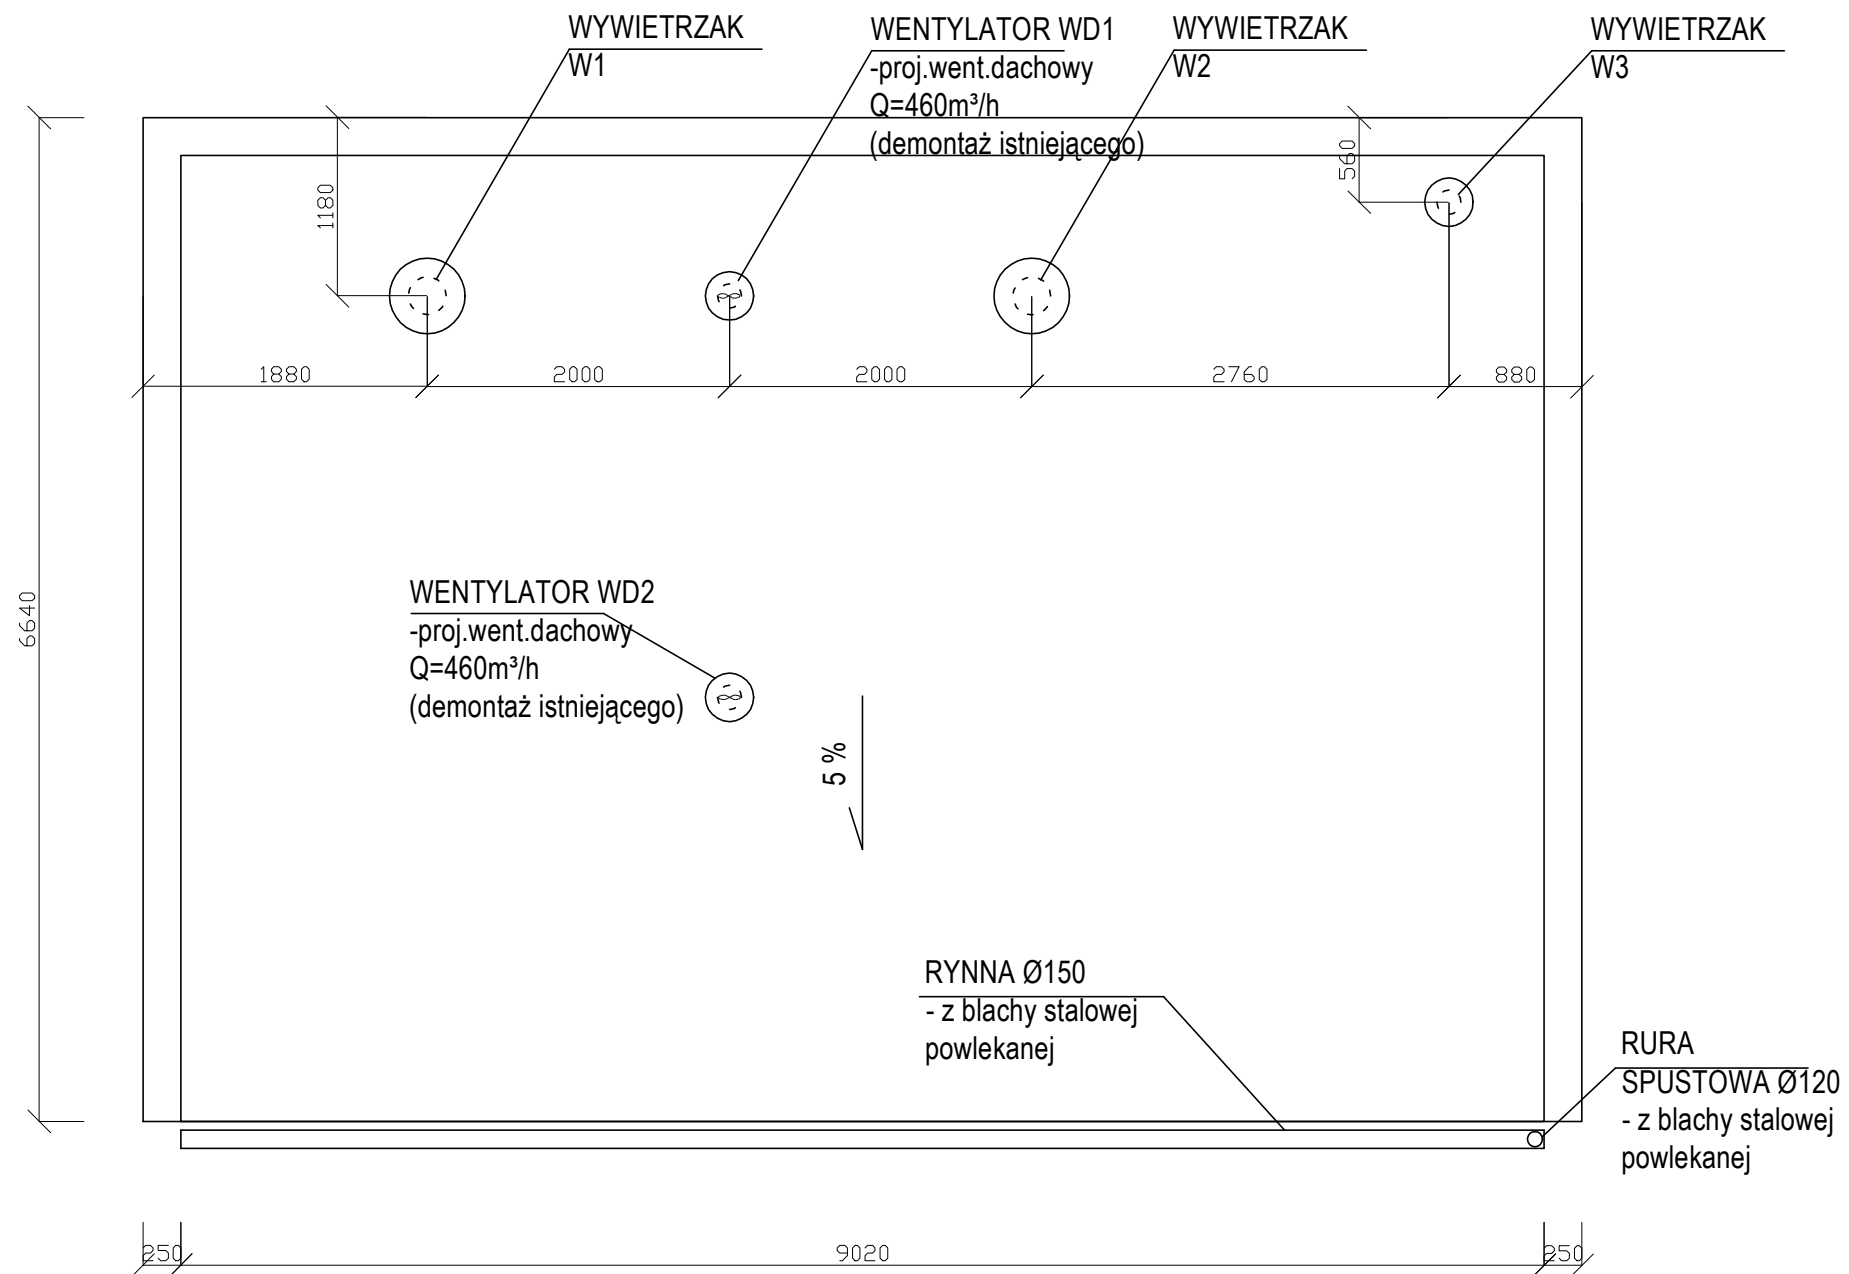 WYWIETRZAK
W1
WENTYLATOR WD1
-proj.went.dachowy
Q=460m³/h
(demontaż istniejącego)
WYWIETRZAK
W2
WYWIETRZAK
W3
1180
560
1880
2000
2000
2760
880
6640
WENTYLATOR WD2
-proj.went.dachowy
Q=460m³/h
(demontaż istniejącego)
5 %
RYNNA Ø150
- z blachy stalowej
powlekanej
RURA
SPUSTOWA Ø120
- z blachy stalowej
powlekanej
250
9020
250